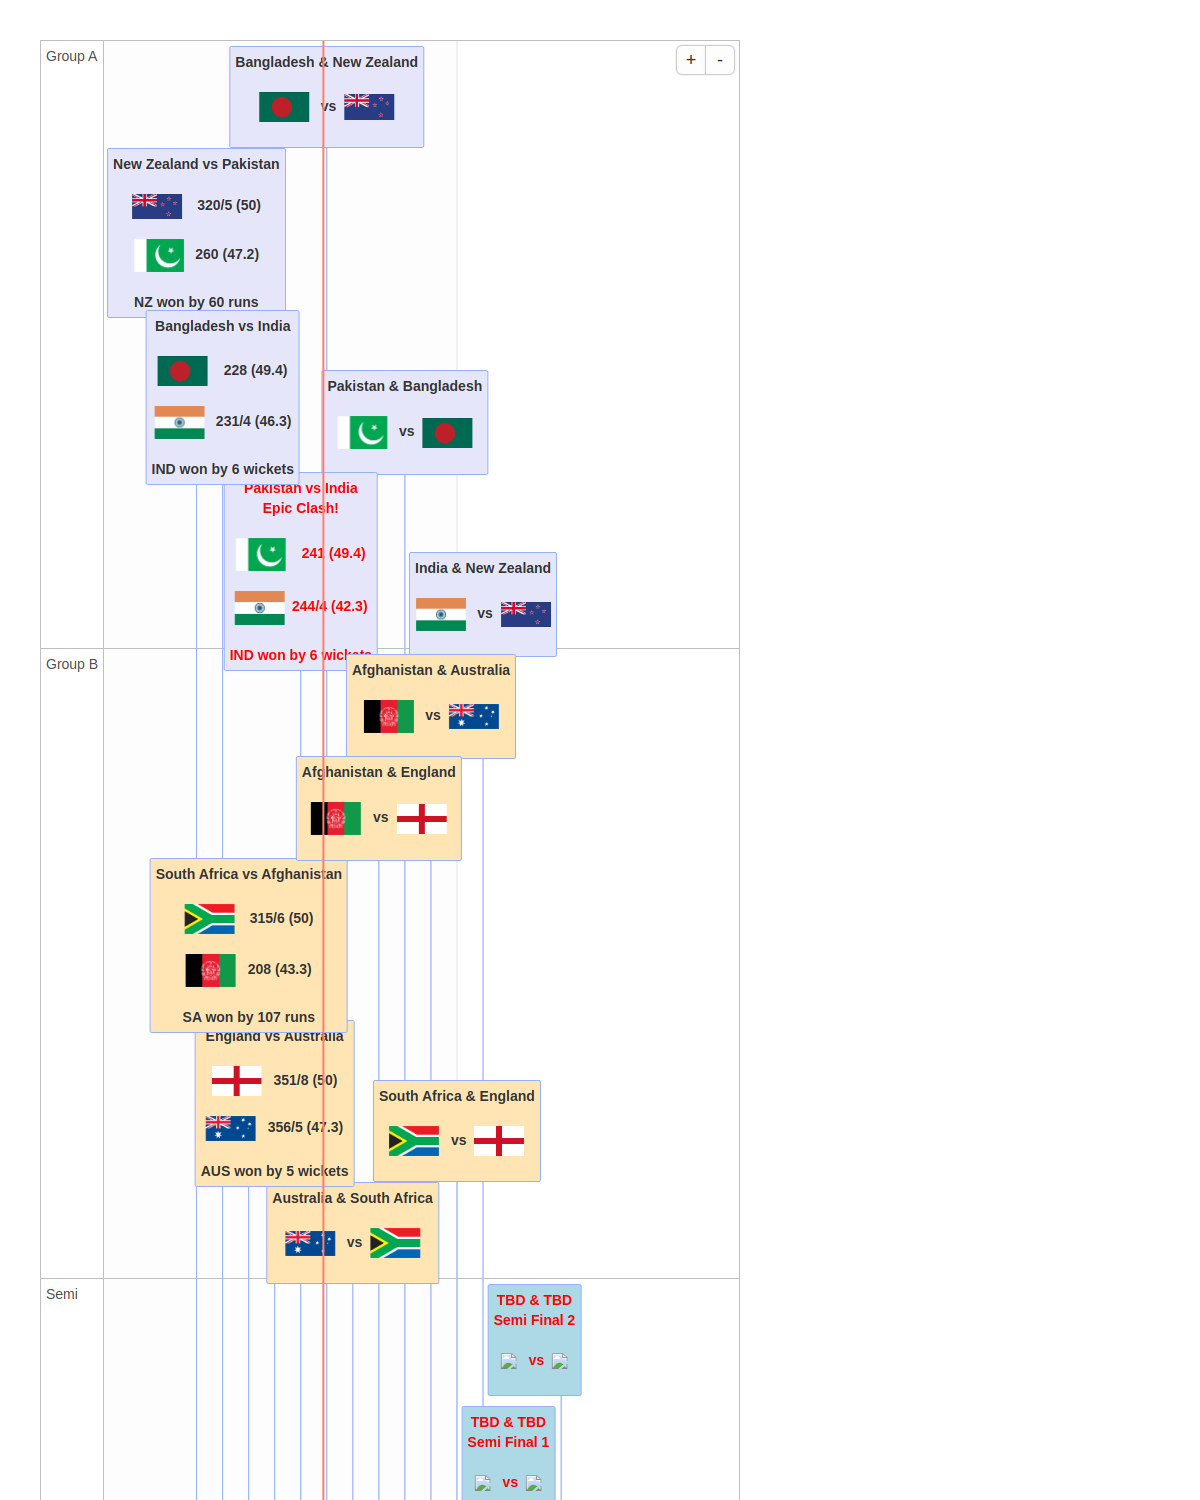 Group A
+
-
Bangladesh & New Zealand
vs
New Zealand vs Pakistan
320/5 (50)
260 (47.2)
NZ won by 60 runs
Bangladesh vs India
228 (49.4)
231/4 (46.3)
IND won by 6 wickets
Pakistan & Bangladesh
vs
Pakistan vs India
Epic Clash!
241 (49.4)
244/4 (42.3)
IND won by 6 wickets
India & New Zealand
vs
Group B
Afghanistan & Australia
vs
Afghanistan & England
vs
South Africa vs Afghanistan
315/6 (50)
208 (43.3)
SA won by 107 runs
England vs Australia
351/8 (50)
356/5 (47.3)
AUS won by 5 wickets
South Africa & England
vs
Australia & South Africa
vs
Semi
TBD & TBD
Semi Final 2
vs
TBD & TBD
Semi Final 1
vs